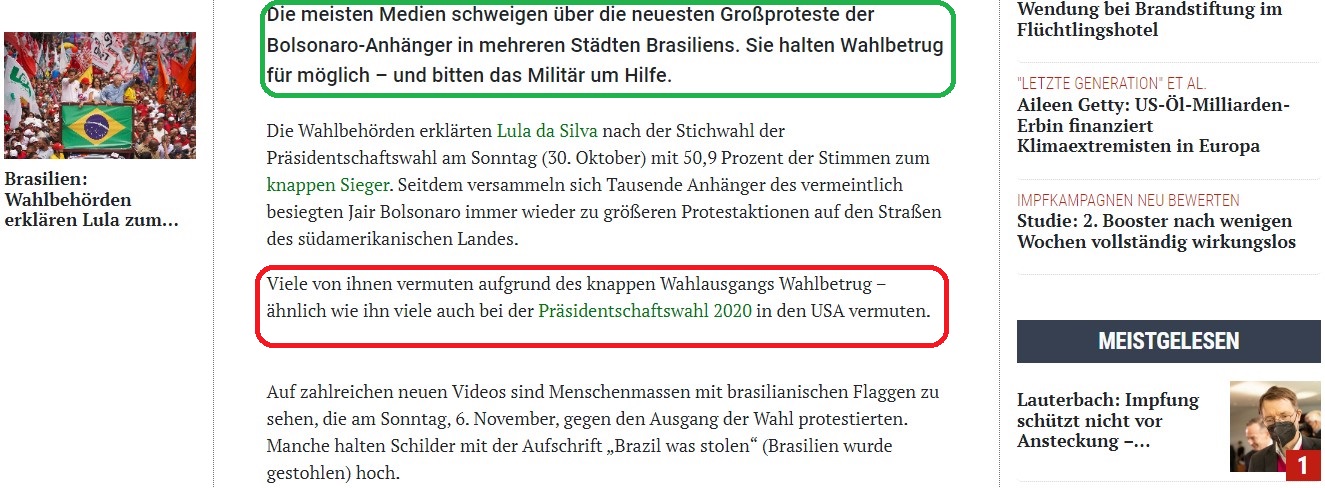 Brasilien:
Wahlbehörden
erklären Lula zum...
Die meisten Medien schweigen über die neuesten Großproteste der
Bolsonaro-Anhänger in mehreren Städten Brasiliens. Sie halten Wahlbetrug
für möglich – und bitten das Militär um Hilfe.
Die Wahlbehörden erklärten Lula da Silva nach der Stichwahl der
Präsidentschaftswahl am Sonntag (30. Oktober) mit 50,9 Prozent der Stimmen zum
knappen Sieger. Seitdem versammeln sich Tausende Anhänger des vermeintlich
besiegten Jair Bolsonaro immer wieder zu größeren Protestaktionen auf den Straßen
des südamerikanischen Landes.
Viele von ihnen vermuten aufgrund des knappen Wahlausgangs Wahlbetrug –
ähnlich wie ihn viele auch bei der Präsidentschaftswahl 2020 in den USA vermuten.
Auf zahlreichen neuen Videos sind Menschenmassen mit brasilianischen Flaggen zu
sehen, die am Sonntag, 6. November, gegen den Ausgang der Wahl protestierten.
Manche halten Schilder mit der Aufschrift „Brazil was stolen“ (Brasilien wurde
gestohlen) hoch.
Wendung bei Brandstiftung im
Flüchtlingshotel
"LETZTE GENERATION" ET AL.
Aileen Getty: US-Öl-Milliarden-
Erbin finanziert
Klimaextremisten in Europa
IMPFKAMPAGNEN NEU BEWERTEN
Studie: 2. Booster nach wenigen
Wochen vollständig wirkungslos
MEISTGELESEN
Lauterbach: Impfung
schützt nicht vor
Ansteckung –...
1